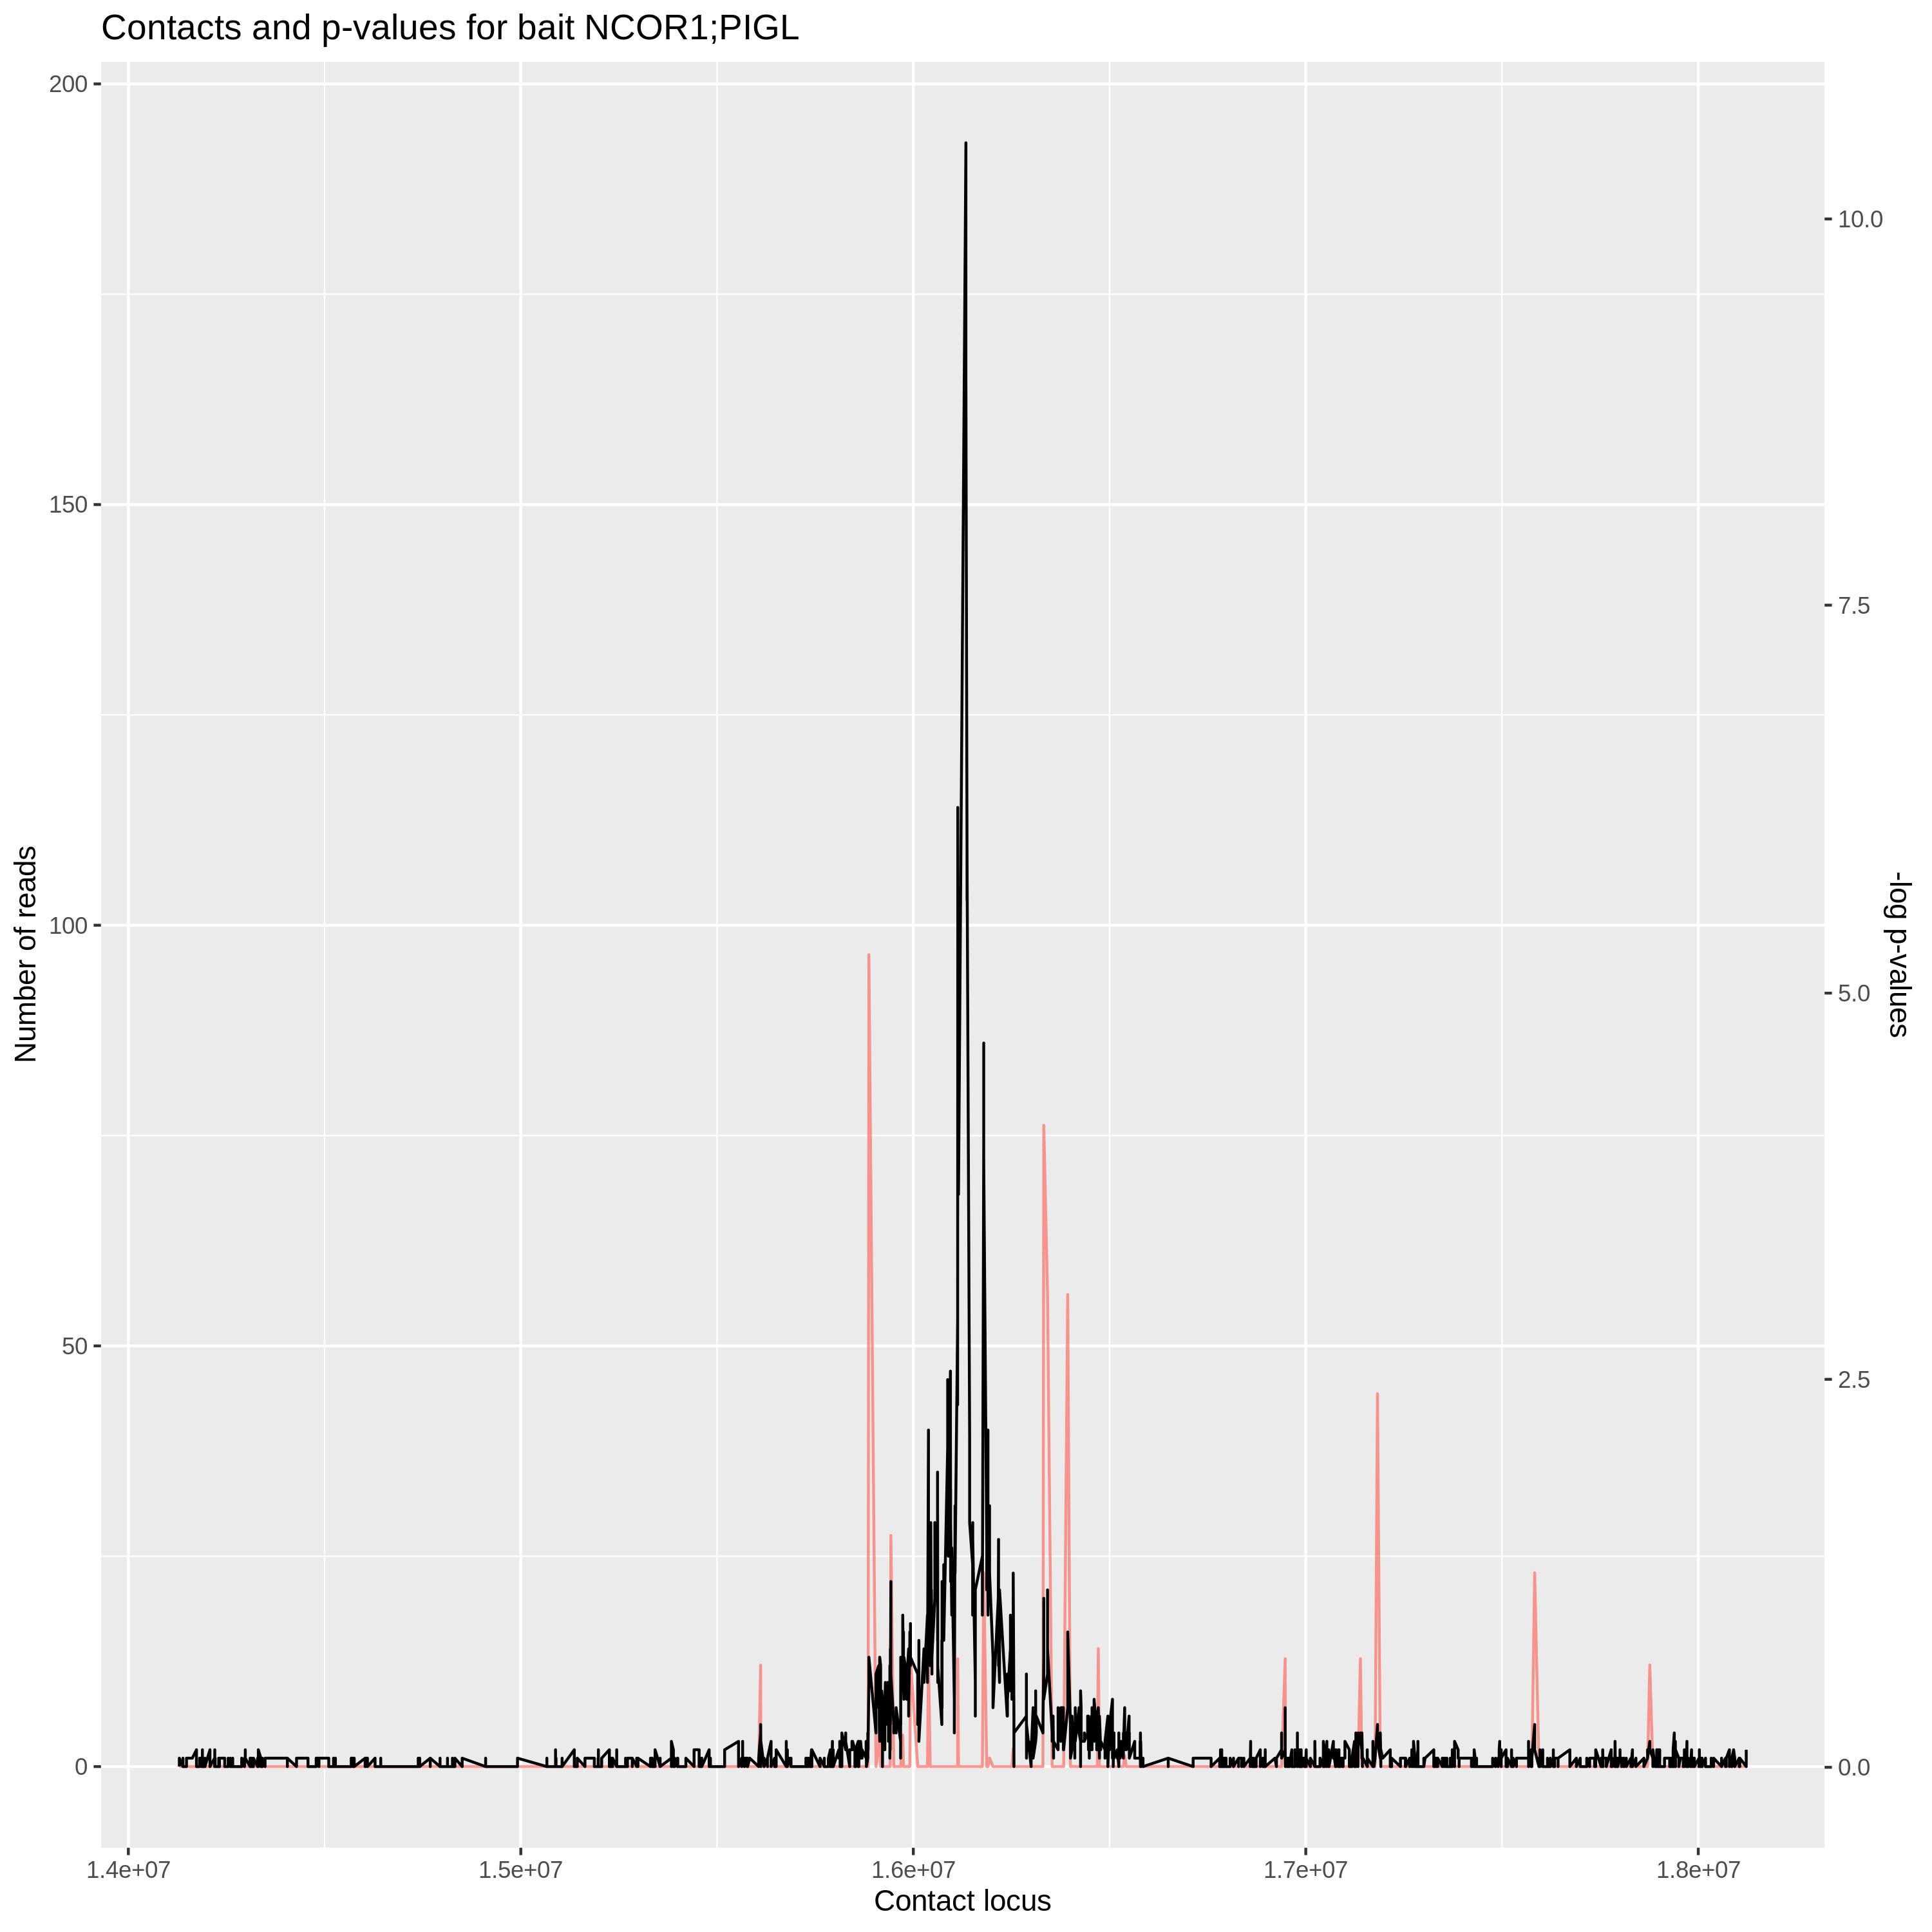 Contacts and p-values for bait NCOR1;PIGL
200
150
100
50
0
Number of reads
10.0
7.5
5.0
2.5
0.0
-log p-values
1.4e+07 1.5e+07 1.6e+07 1.7e+07 1.8e+07
Contact locus